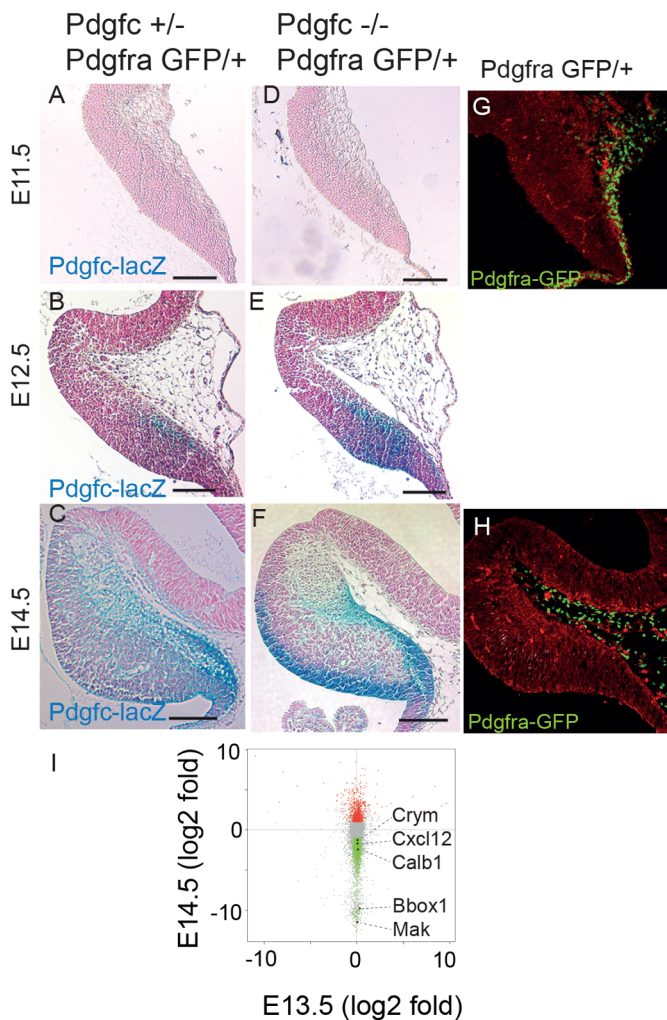 Pdgfc +/-
Pdgfra GFP/+
Pdgfc -/-
Pdgfra GFP/+
Pdgfra GFP/+
E11.5
A
Pdgfc-lacZ
D
G
Pdgfra-GFP
E12.5
B
Pdgfc-lacZ
E
E14.5
C
Pdgfc-lacZ
F
H
Pdgfra-GFP
I
E14.5 (log2 fold)
10
0
-10
Crym
Cxcl12
Calb1
Bbox1
Mak
-10
0
10
E13.5 (log2 fold)